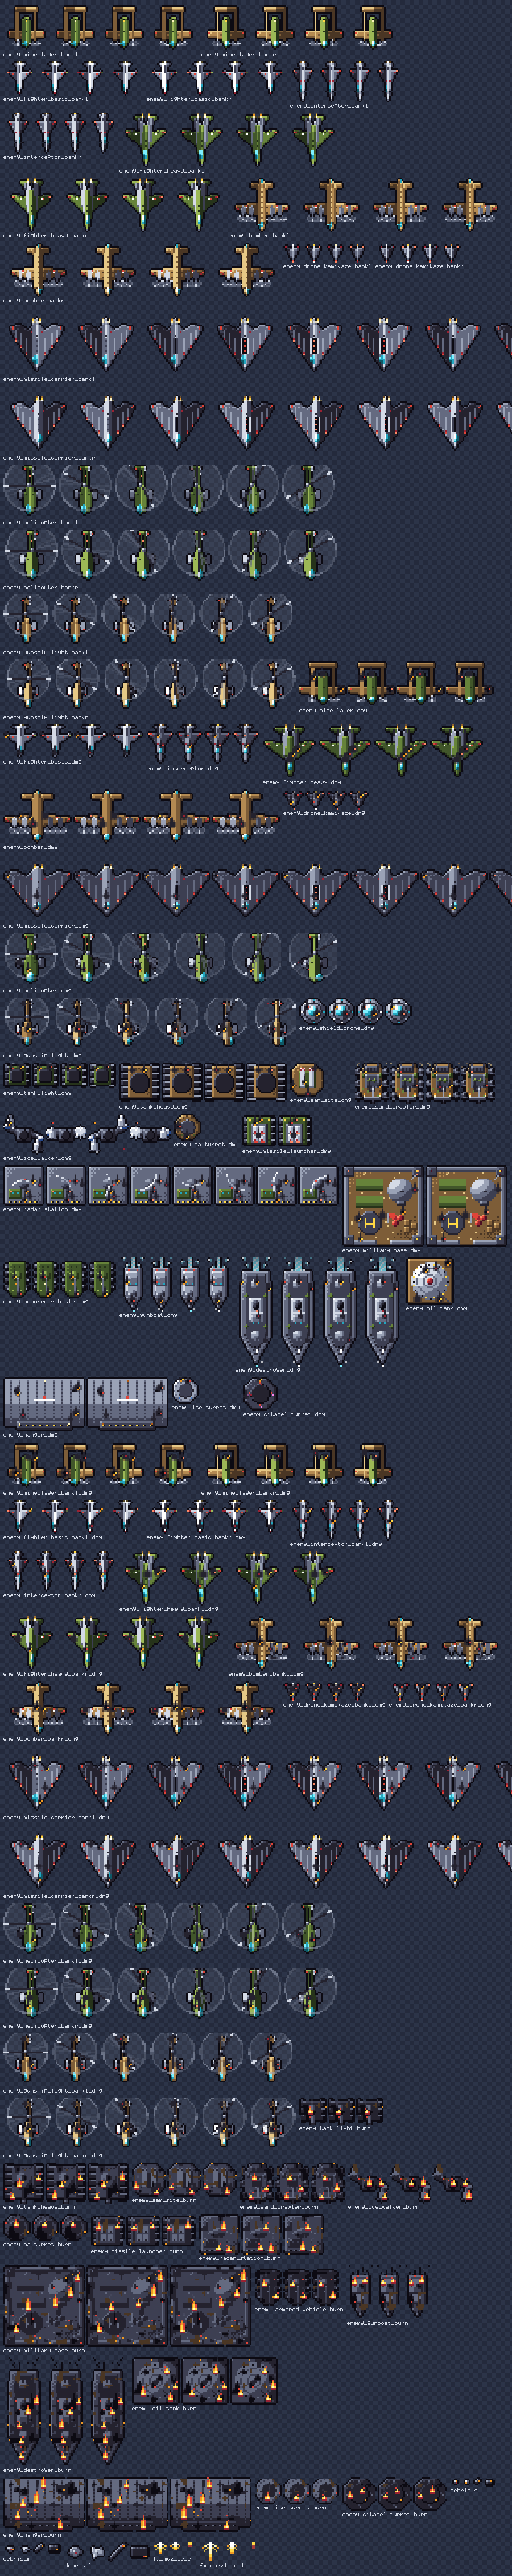 enemy_mine_layer_bankl enemy_mine_layer_bankr
enemy_fighter_basic_bankl enemy_fighter_basic_bankr
enemy_interceptor_bankl
enemy_interceptor_bankr
enemy_fighter_heavy_bankl
enemy_fighter_heavy_bankr enemy_bomber_bankl
enemy_drone_kamikaze_bankl enemy_drone_kamikaze_bankr
enemy_bomber_bankr
enemy_missile_carrier_bankl
enemy_missile_carrier_bankr
enemy_helicopter_bankl
enemy_helicopter_bankr
enemy_gunship_light_bankl
enemy_gunship_light_bankr
enemy_mine_layer_dmg
enemy_fighter_basic_dmg
enemy_interceptor_dmg
enemy_fighter_heavy_dmg
enemy_bomber_dmg
enemy_drone_kamikaze_dmg
enemy_missile_carrier_dmg
enemy_helicopter_dmg
enemy_gunship_light_dmg
enemy_shield_drone_dmg
enemy_tank_light_dmg
enemy_tank_heavy_dmg
enemy_sam_site_dmg
enemy_sand_crawler_dmg
enemy_ice_walker_dmg
enemy_aa_turret_dmg
enemy_missile_launcher_dmg
enemy_radar_station_dmg
H H
enemy_military_base_dmg
enemy_armored_vehicle_dmg
enemy_gunboat_dmg
enemy_destroyer_dmg
enemy_oil_tank_dmg
enemy_hangar_dmg
enemy_ice_turret_dmg
enemy_citadel_turret_dmg
enemy_mine_layer_bankl_dmg enemy_mine_layer_bankr_dmg
enemy_fighter_basic_bankl_dmg enemy_fighter_basic_bankr_dmg
enemy_interceptor_bankl_dmg
enemy_interceptor_bankr_dmg
enemy_fighter_heavy_bankl_dmg
enemy_fighter_heavy_bankr_dmg enemy_bomber_bankl_dmg
enemy_drone_kamikaze_bankl_dmg enemy_drone_kamikaze_bankr_dmg
enemy_bomber_bankr_dmg
enemy_missile_carrier_bankl_dmg
enemy_missile_carrier_bankr_dmg
enemy_helicopter_bankl_dmg
enemy_helicopter_bankr_dmg
enemy_gunship_light_bankl_dmg
enemy_gunship_light_bankr_dmg
enemy_tank_light_burn
enemy_tank_heavy_burn
enemy_sam_site_burn
enemy_sand_crawler_burn
enemy_ice_walker_burn
enemy_aa_turret_burn
enemy_missile_launcher_burn
enemy_radar_station_burn
enemy_military_base_burn
enemy_armored_vehicle_burn
enemy_gunboat_burn
enemy_destroyer_burn
enemy_oil_tank_burn
enemy_hangar_burn
enemy_ice_turret_burn
enemy_citadel_turret_burn
debris_s
debris_m
debris_l
fx_muzzle_e
fx_muzzle_e_l